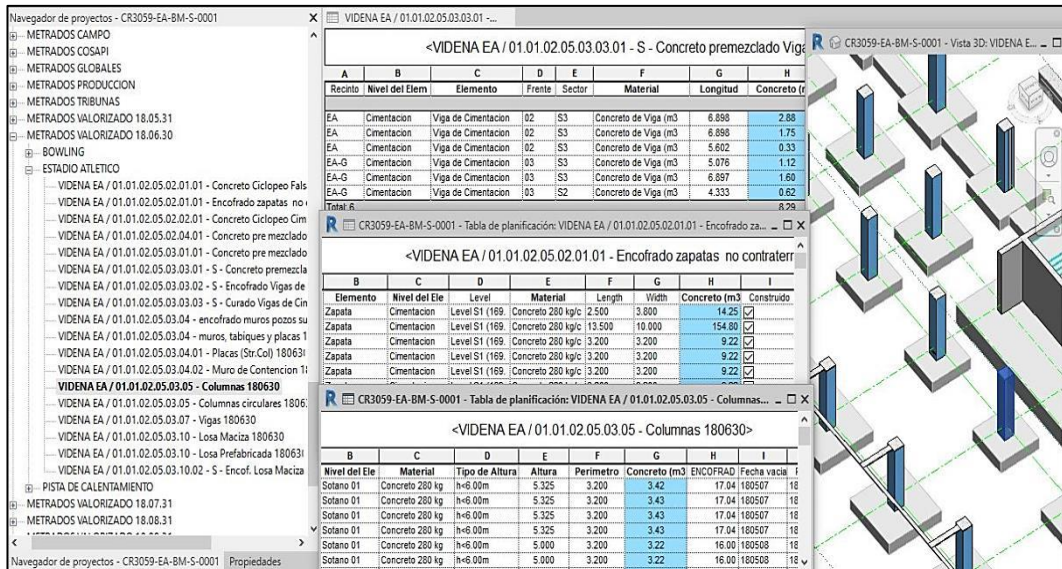 Navegador de proyectos - CR3059-EA-BM-S-0001
METRADOS CAMPO
METRADOS COSAPI
METRADOS GLOBALES
METRADOS PRODUCCION
METRADOS TRIBUNAS
METRADOS VALORIZADO 18.05.31
METRADOS VALORIZADO 18.06.30
BOWLING
ESTADIO ATLETICO
VIDENA EA / 01.01.02.05.02.01.01 - Concreto Ciclopeo Fals
VIDENA EA / 01.01.02.05.02.01.01 - Encofrado zapatas no
VIDENA EA / 01.01.02.05.02.02.01 - Concreto Ciclopeo Cim
VIDENA EA / 01.01.02.05.02.04.01 - Concreto pre mezclado
VIDENA EA / 01.01.02.05.03.01.01 - Concreto pre mezclado
VIDENA EA / 01.01.02.05.03.03.01 - S - Concreto premezcla
VIDENA EA / 01.01.02.05.03.03.02 - S - Encofrado Vigas de
VIDENA EA / 01.01.02.05.03.03.03 - S - Curado Vigas de Cin
VIDENA EA / 01.01.02.05.03.04 - encofrado muros pozos su
VIDENA EA / 01.01.02.05.03.04 - muros, tabiques y placas 1
VIDENA EA / 01.01.02.05.03.04.01 - Placas (Str.Col) 18063
VIDENA EA / 01.01.02.05.03.04.02 - Muro de Contencion 18
VIDENA EA / 01.01.02.05.03.05 - Columnas 180630
VIDENA EA / 01.01.02.05.03.05 - Columnas circulares 1806
VIDENA EA / 01.01.02.05.03.07 - Vigas 180630
VIDENA EA / 01.01.02.05.03.10 - Losa Maciza 180630
VIDENA EA / 01.01.02.05.03.10 - Losa Prefabricada 18063
VIDENA EA / 01.01.02.05.03.10.02 - S - Encof. Losa Maciza
PISTA DE CALENTAMIENTO
METRADOS VALORIZADO 18.07.31
METRADOS VALORIZADO 18.08.31
Navegador de proyectos - CR3059-EA-BM-S-0001 Propiedades
VIDENA EA / 01.01.02.05.03.03.01 -...
<VIDENA EA / 01.01.02.05.03.03.01 - S - Concreto premezclado Viga
A B C D E F G H
Recinto Nivel del Elem Elemento Frente Sector Material Longitud Concreto (
EA Cimentacion Viga de Cimentacion 02 S3 Concreto de Viga (m3 6.898 2.88
EA Cimentacion Viga de Cimentacion 02 S3 Concreto de Viga (m3 6.898 1.75
EA Cimentacion Viga de Cimentacion 02 S3 Concreto de Viga (m3 5.602 0.33
EA-G Cimentacion Viga de Cimentacion 03 S3 Concreto de Viga (m3 5.076 1.12
EA-G Cimentacion Viga de Cimentacion 03 S3 Concreto de Viga (m3 6.897 1.60
EA-G Cimentacion Viga de Cimentacion 03 S2 Concreto de Viga (m3 4.333 0.62
Total: 6 8.29
CR3059-EA-BM-S-0001 - Tabla de planificación: VIDENA EA / 01.01.02.05.02.01.01 - Encofrado za...
<VIDENA EA / 01.01.02.05.02.01.01 - Encofrado zapatas no contraterr
B C D E F G H I
Elemento Nivel del Ele Level Material Length Width Concreto (m3 Construido
Zapata Cimentacion Level S1 (169. Concreto 280 kg/c 2.500 3.800 14.25
Zapata Cimentacion Level S1 (169. Concreto 280 kg/c 13.500 10.000 154.80
Zapata Cimentacion Level S1 (169. Concreto 280 kg/c 3.200 3.200 9.22
Zapata Cimentacion Level S1 (169. Concreto 280 kg/c 3.200 3.200 9.22
Zapata Cimentacion Level S1 (169. Concreto 280 kg/c 3.200 3.200 9.22
CR3059-EA-BM-S-0001 - Tabla de planificación: VIDENA EA / 01.01.02.05.03.05 - Columnas...
<VIDENA EA / 01.01.02.05.03.05 - Columnas 180630>
B C D E F G H I
Nivel del Ele Material Tipo de Altura Altura Perimetro Concreto (m3 ENCOFRAD Fecha vacia
Sotano 01 Concreto 280 kg h<6.00m 5.325 3.200 3.42 17.04 180507 18
Sotano 01 Concreto 280 kg h<6.00m 5.325 3.200 3.43 17.04 180507 18
Sotano 01 Concreto 280 kg h<6.00m 5.325 3.200 3.43 17.04 180507 18
Sotano 01 Concreto 280 kg h<6.00m 5.325 3.200 3.43 17.04 180507 18
Sotano 01 Concreto 280 kg h<6.00m 5.000 3.200 3.22 16.00 180508 18
Sotano 01 Concreto 280 kg h<6.00m 5.000 3.200 3.22 16.00 180508 18
CR3059-EA-BM-S-0001 - Vista 3D: VIDENA E...